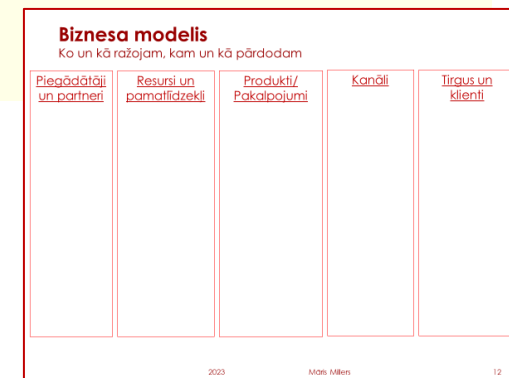 Biznesa modelis
Ko un kā ražojam, kam un kā pārdodam
Piegādātāji
un partneri
Resursi un
pamatlīdzekli
Produkti/
Pakalpojumi
Kanāli
Tirgus un
klienti
2023
Māris Millers
12